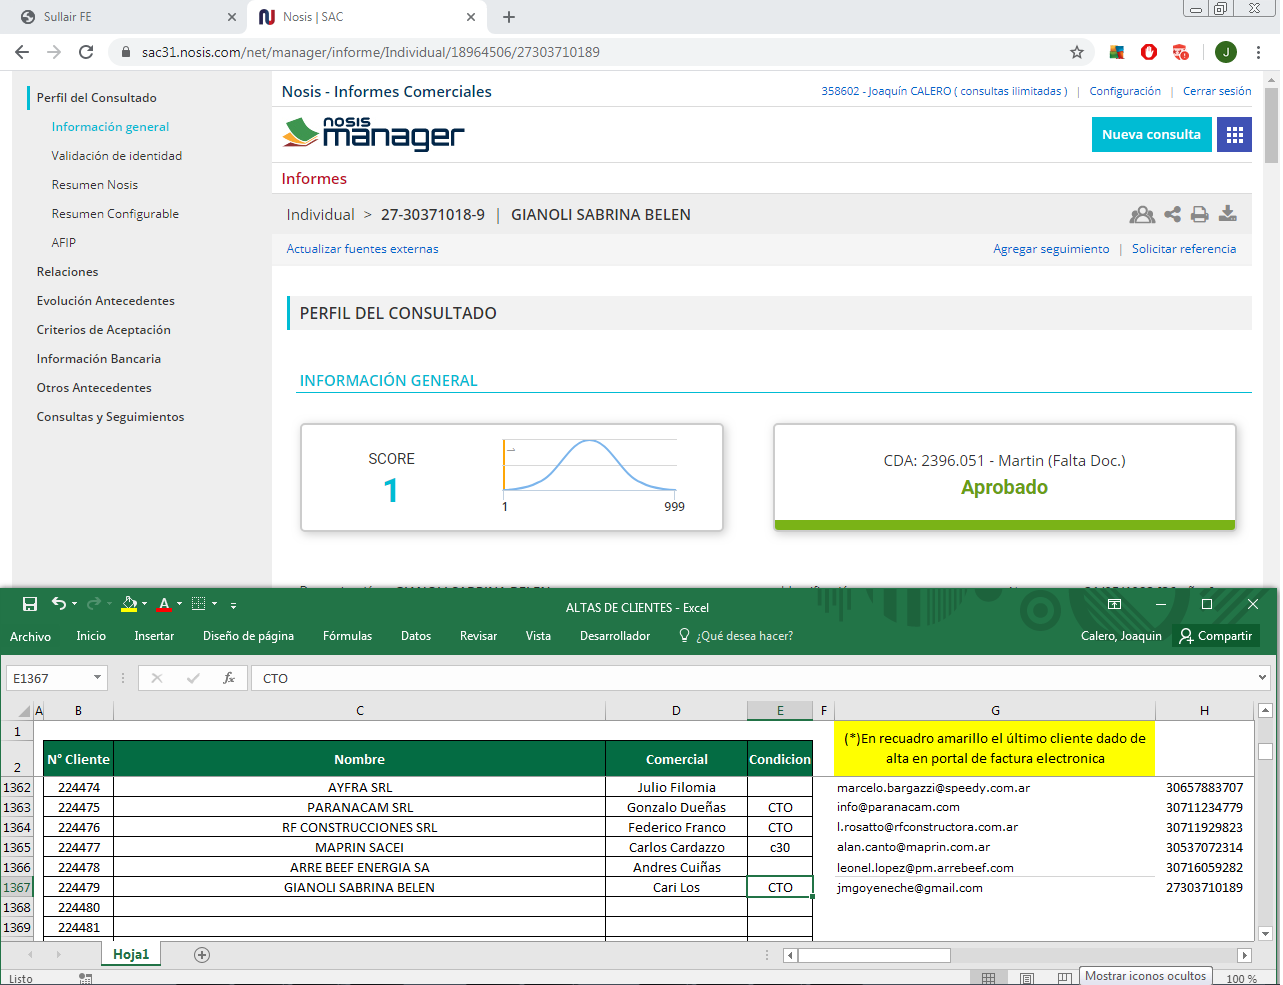 Sullair FE
Nosis | SAC
sac31.nosis.com/net/manager/informe/Individual/18964506/27303710189
J
Perfil del Consultado
Información general
Validación de identidad
Resumen Nosis
Resumen Configurable
AFIP
Relaciones
Evolución Antecedentes
Criterios de Aceptación
Información Bancaria
Otros Antecedentes
Consultas y Seguimientos
Nosis - Informes Comerciales
358602 - Joaquín CALERO ( consultas ilimitadas ) | Configuración | Cerrar sesión
nosis
manager
Nueva consulta
Informes
Individual > 27-30371018-9 | GIANOLI SABRINA BELEN
Actualizar fuentes externas
Agregar seguimiento | Solicitar referencia
PERFIL DEL CONSULTADO
INFORMACIÓN GENERAL
SCORE
1
1
1 999
CDA: 2396.051 - Martin (Falta Doc.)
Aprobado
ALTAS DE CLIENTES - Excel
Archivo Inicio Insertar Diseño de página Fórmulas Datos Revisar Vista Desarrollador ¿Qué desea hacer? Calero, Joaquin Compartir
E1367 fx CTO
A B C D E F G H
1
2 N° Cliente Nombre Comercial Condicion
(*)En recuadro amarillo el último cliente dado de
alta en portal de factura electronica
1362 224474 AYFRA SRL Julio Filomia marcelo.bargazzi@speedy.com.ar 30657883707
1363 224475 PARANACAM SRL Gonzalo Dueñas CTO info@paranacam.com 30711234779
1364 224476 RF CONSTRUCCIONES SRL Federico Franco CTO l.rosatto@rfconstructora.com.ar 30711929823
1365 224477 MAPRIN SACEI Carlos Cardazzo c30 alan.canto@maprin.com.ar 30537072314
1366 224478 ARRE BEEF ENERGIA SA Andres Cuiñas leonel.lopez@pm.arrebeef.com 30716059282
1367 224479 GIANOLI SABRINA BELEN Cari Los CTO jmgoyeneche@gmail.com 27303710189
1368 224480
1369 224481
Hoja1
Listo
Mostrar iconos ocultos
100 %